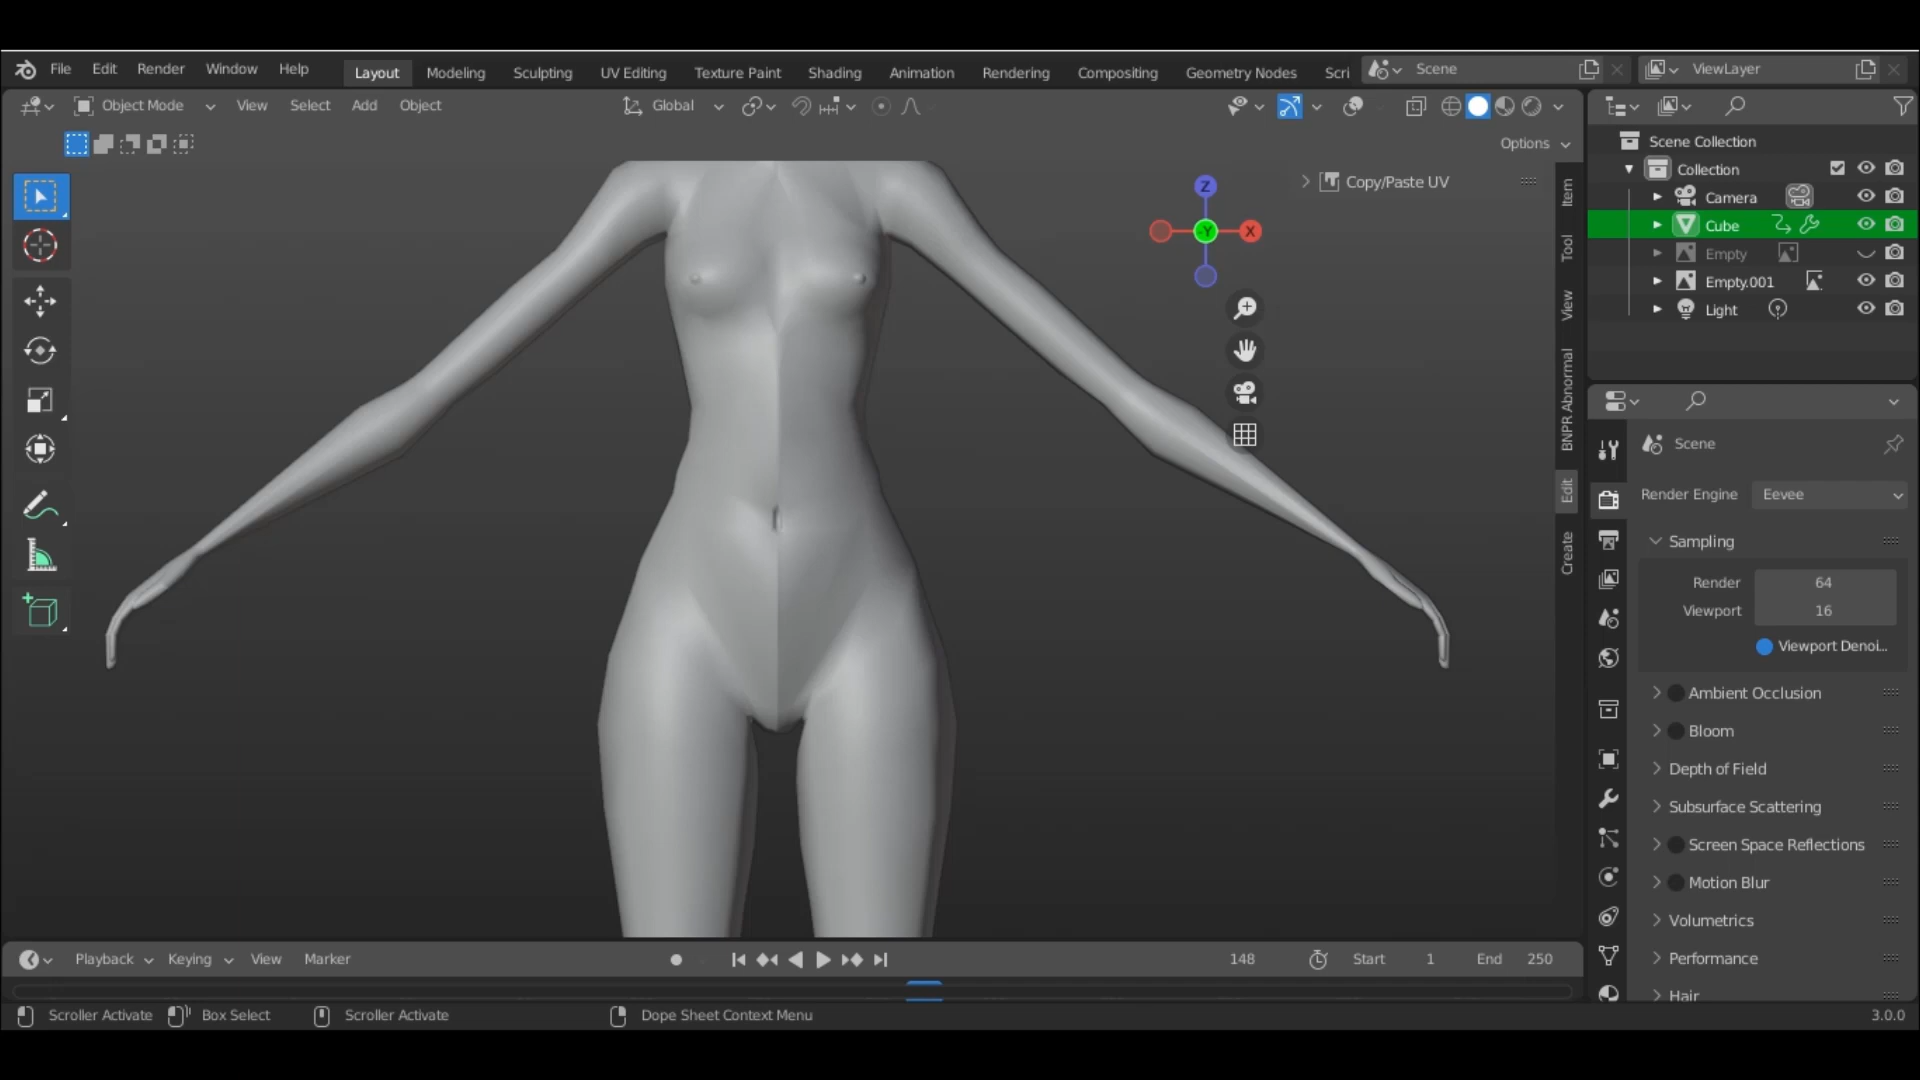 File Edit Render Window Help Layout Modeling Sculpting UV Editing Texture Paint Shading Animation Rendering Compositing Geometry Nodes Scri Scene ViewLayer
Object Mode View Select Add Object Global
Options
Copy/Paste UV
Z
Y
X
Item
Tool
View
BNPR Abnormal
Edit
Create
Scene Collection
Collection
Camera
Cube
Empty
Empty.001
Light
Scene
Render Engine Eevee
Sampling
Render 64
Viewport 16
Viewport Denoi...
Ambient Occlusion
Bloom
Depth of Field
Subsurface Scattering
Screen Space Reflections
Motion Blur
Volumetrics
Performance
Hair
Playback Keying View Marker 148 Start 1 End 250
Scroller Activate Box Select Scroller Activate Dope Sheet Context Menu 3.0.0